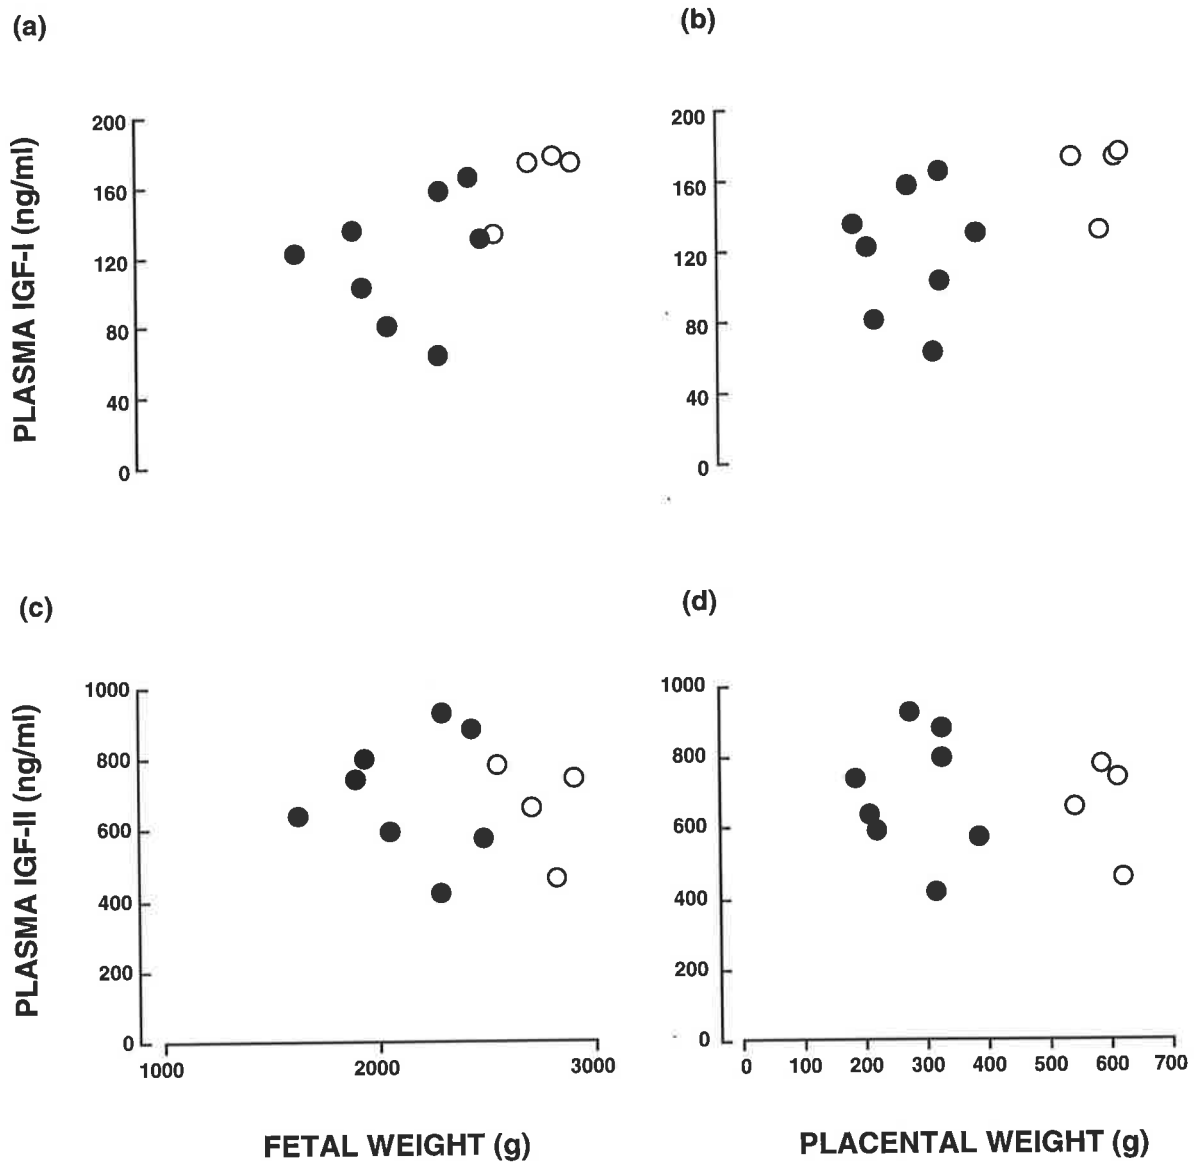 (a)
(b)
PLASMA IGF-I (ng/ml)
200
160
120
80
40
0
200
160
120
80
40
0
(c)
(d)
PLASMA IGF-II (ng/ml)
1000
800
600
400
200
0
1000
800
600
400
200
0
1000 2000 3000
0 100 200 300 400 500 600 700
FETAL WEIGHT (g)
PLACENTAL WEIGHT (g)